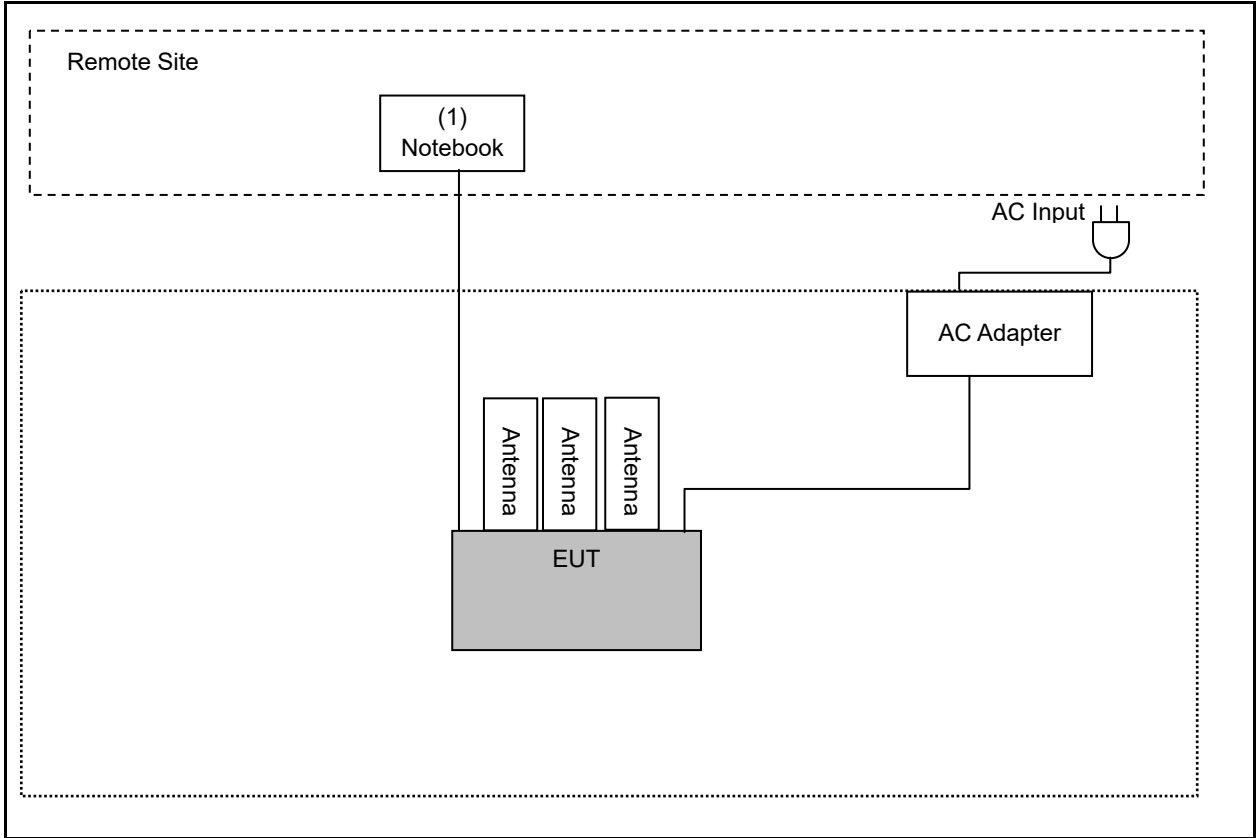 Remote Site
(1)
Notebook
AC Input
AC Adapter
Antenna
Antenna
Antenna
EUT